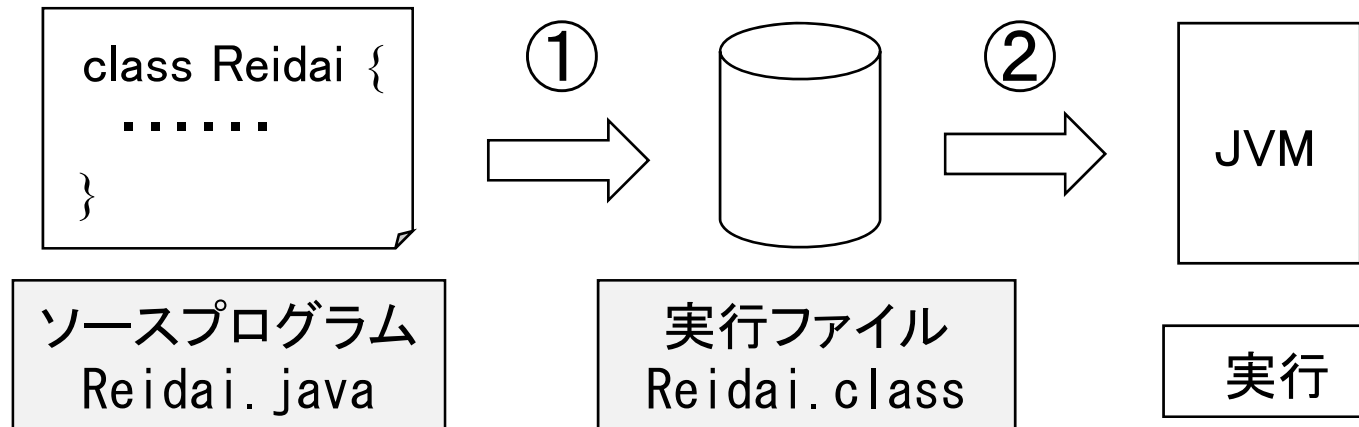 class Reidai {
・・・・・・
}
①
②
JVM
ソースプログラム
Reidai.java
実行ファイル
Reidai.class
実行